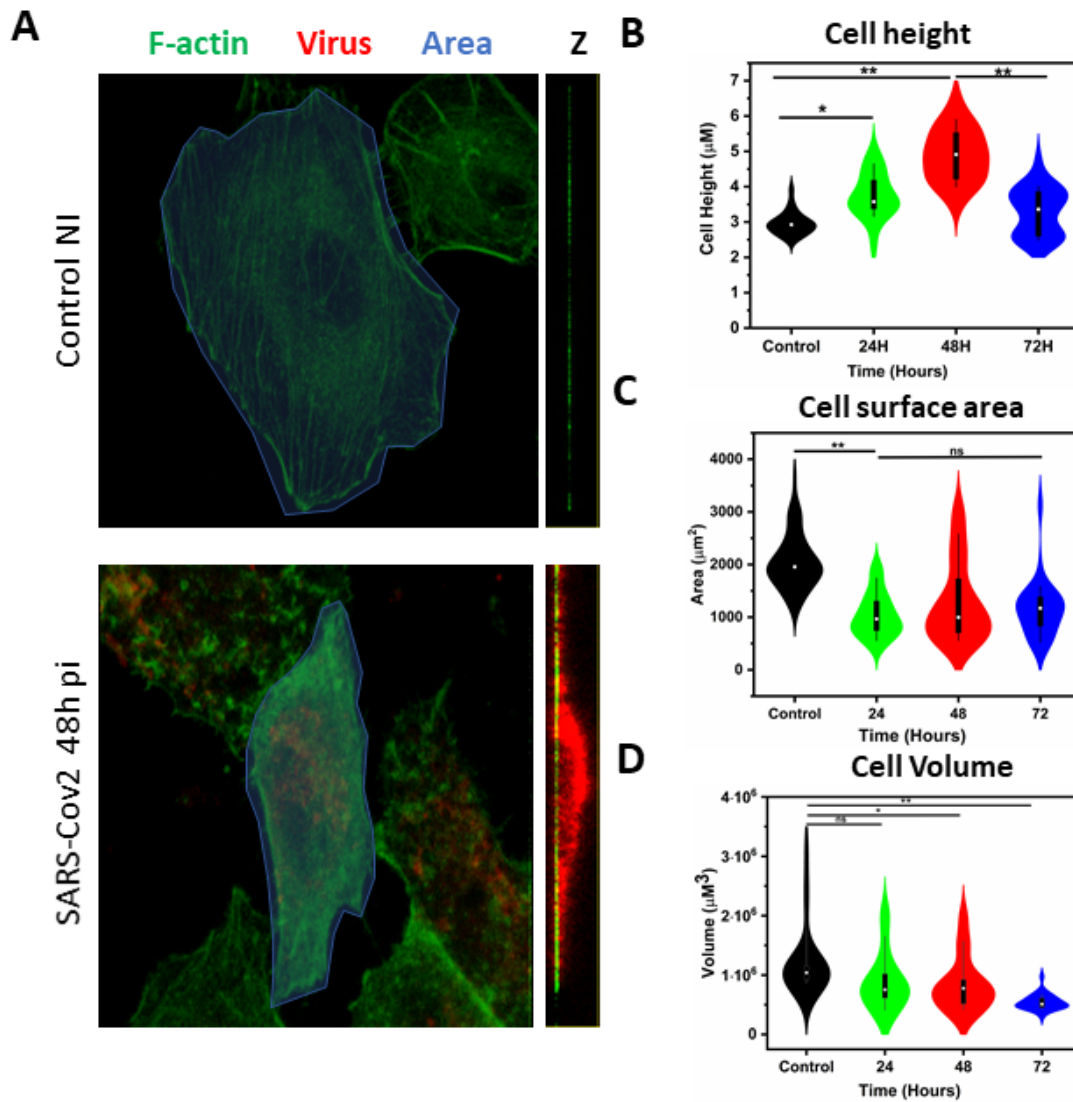 A
F-actin Virus Area Z
Control NI
SARS-Cov2 48h pi
B
Cell height
** **
*
7
6
5
4
3
2
1
0
Cell Height (μM)
Control 24H 48H 72H
Time (Hours)
C
Cell surface area
** ns
4000
3000
2000
1000
0
Area (μm²)
Control 24 48 72
Time (Hours)
D
Cell Volume
**
*
ns
4·10⁶
3·10⁶
2·10⁶
1·10⁶
0
Volume (μM³)
Control 24 48 72
Time (Hours)